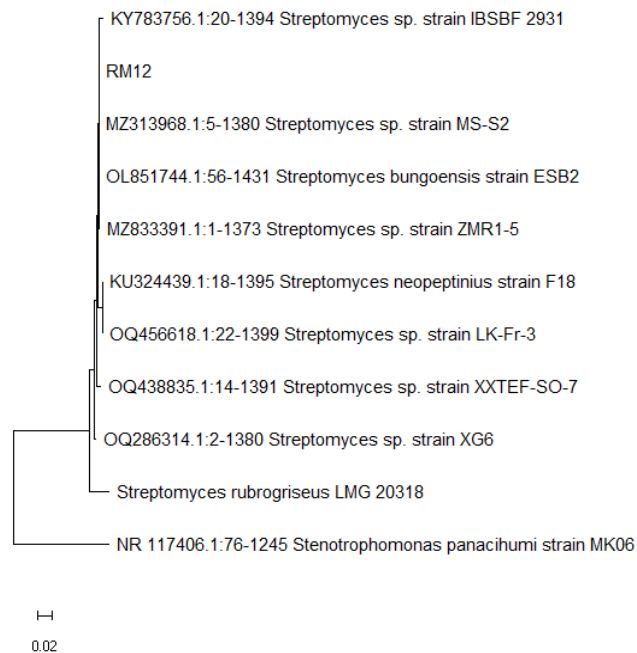 KY783756.1:20-1394 Streptomyces sp. strain IBSBF 2931
RM12
MZ313968.1:5-1380 Streptomyces sp. strain MS-S2
OL851744.1:56-1431 Streptomyces bungoensis strain ESB2
MZ833391.1:1-1373 Streptomyces sp. strain ZMR1-5
KU324439.1:18-1395 Streptomyces neopeptinius strain F18
OQ456618.1:22-1399 Streptomyces sp. strain LK-Fr-3
OQ438835.1:14-1391 Streptomyces sp. strain XXTEF-SO-7
OQ286314.1:2-1380 Streptomyces sp. strain XG6
Streptomyces rubrogriseus LMG 20318
NR 117406.1:76-1245 Stenotrophomonas panacihumi strain MK06
0.02